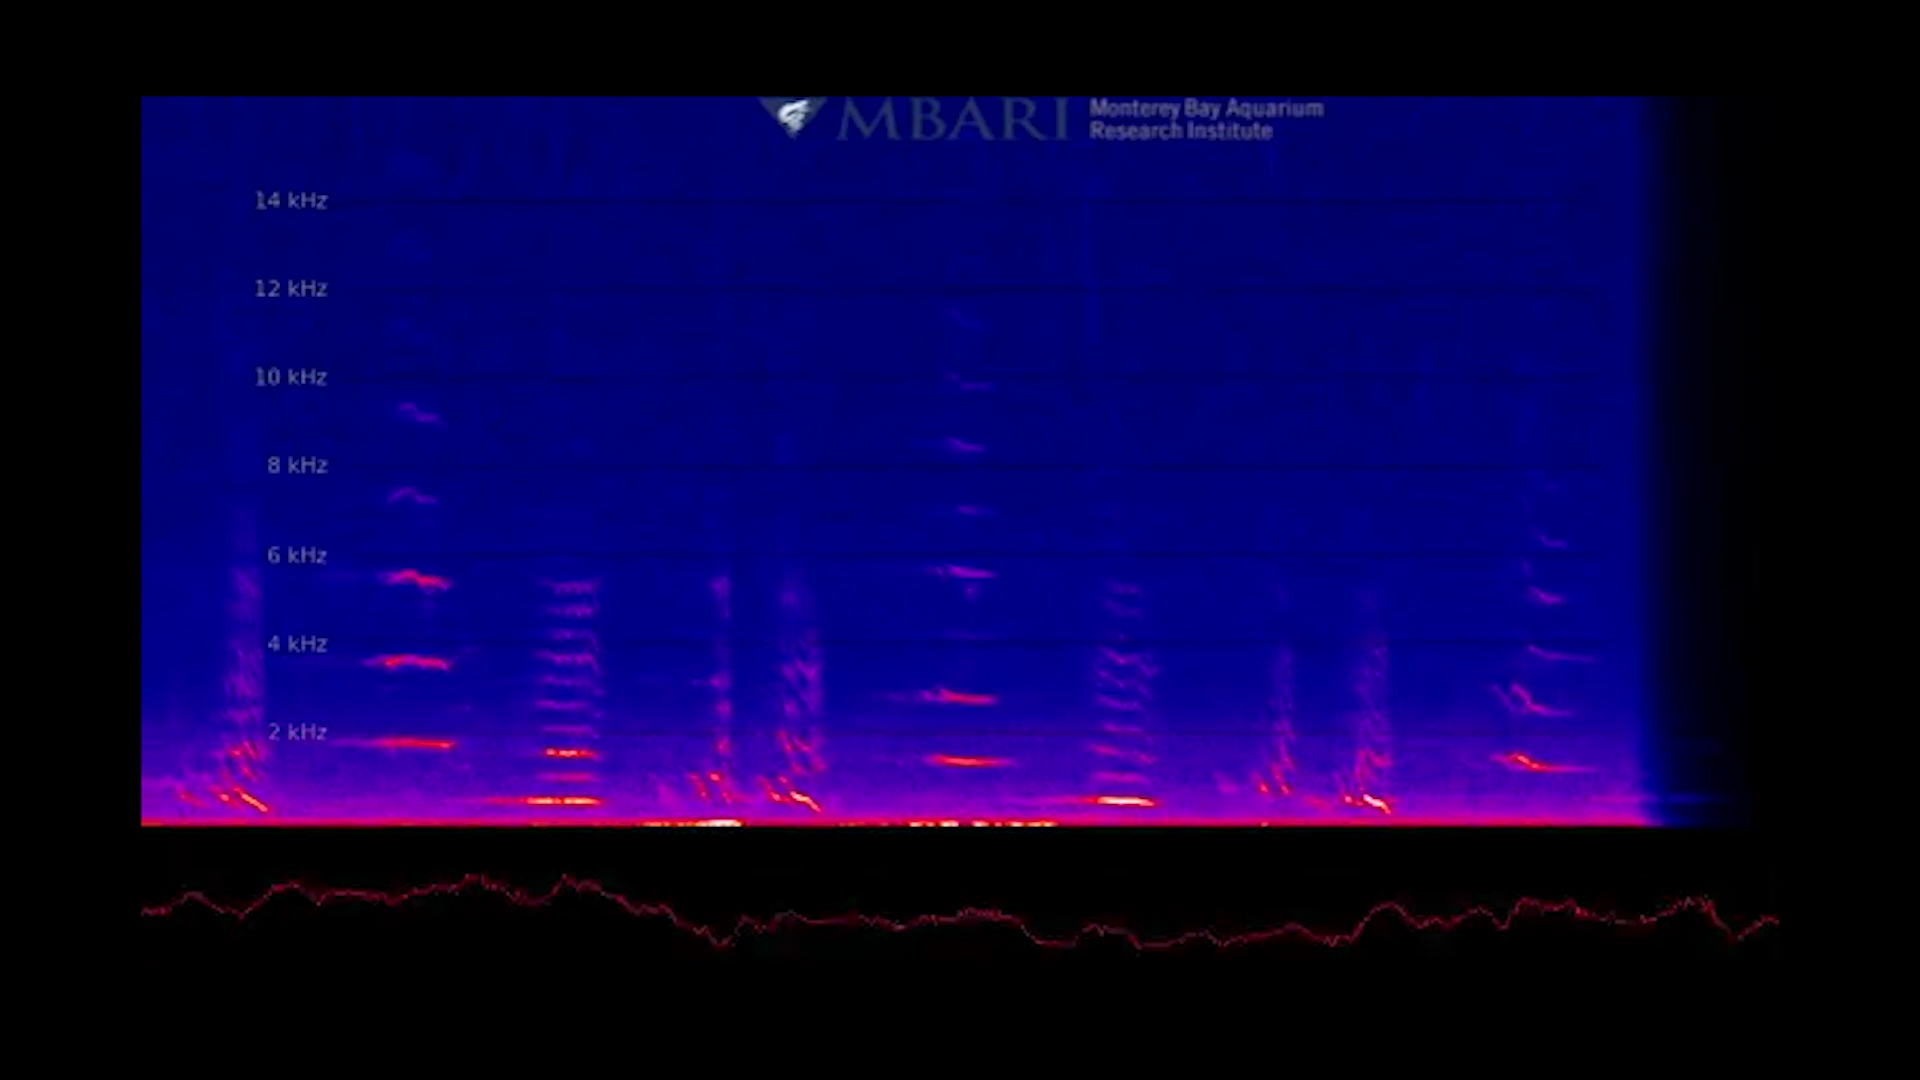 MBARI
Monterey Bay Aquarium
Research Institute
14 kHz
12 kHz
10 kHz
8 kHz
6 kHz
4 kHz
2 kHz